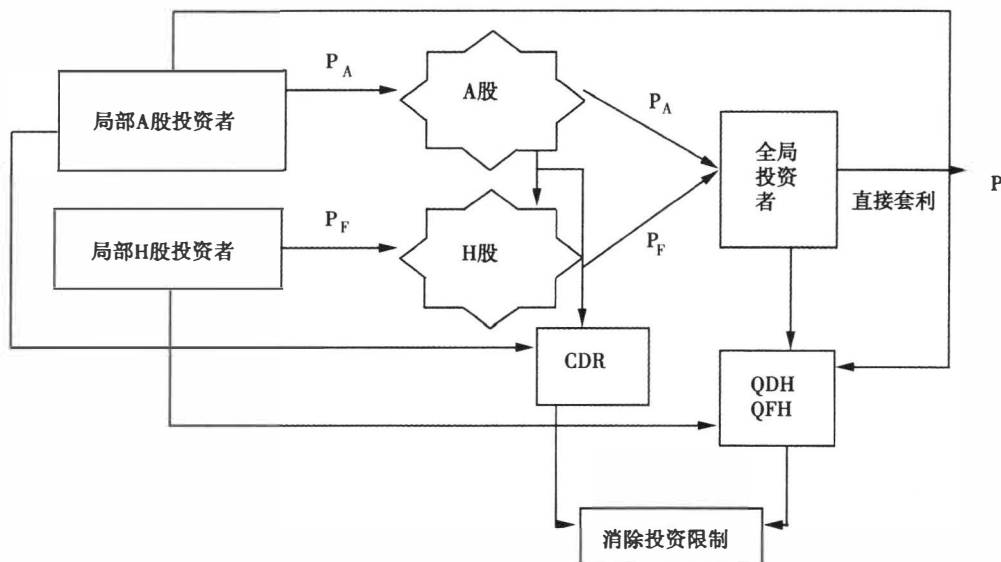 P_A
A股
局部A股投资者
P_A
全局
投资
者
P
直接套利
P_F
局部H股投资者
H股
P_F
CDR
QDH
QFH
消除投资限制